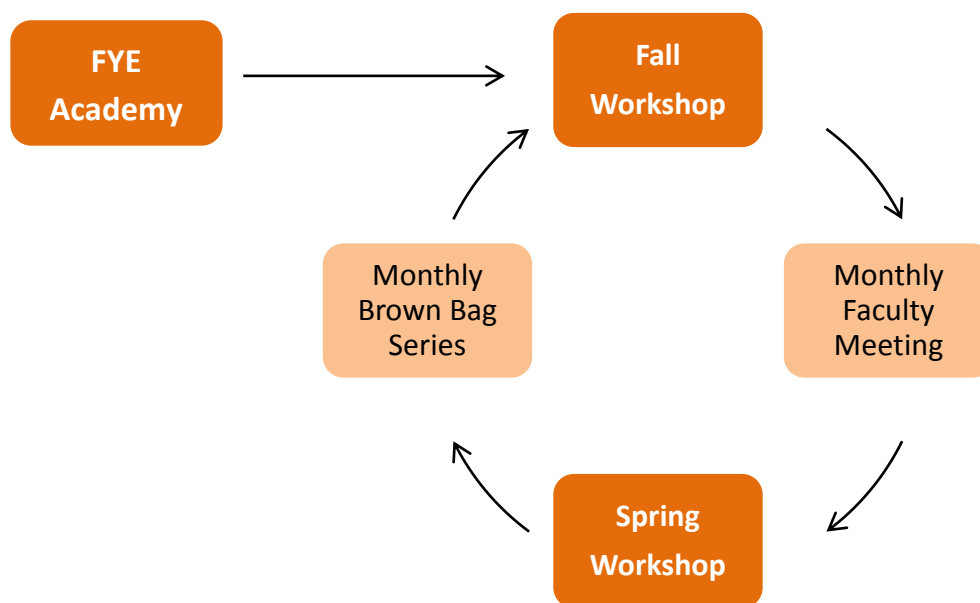 FYE
Academy
Fall
Workshop
Monthly
Brown Bag
Series
Monthly
Faculty
Meeting
Spring
Workshop